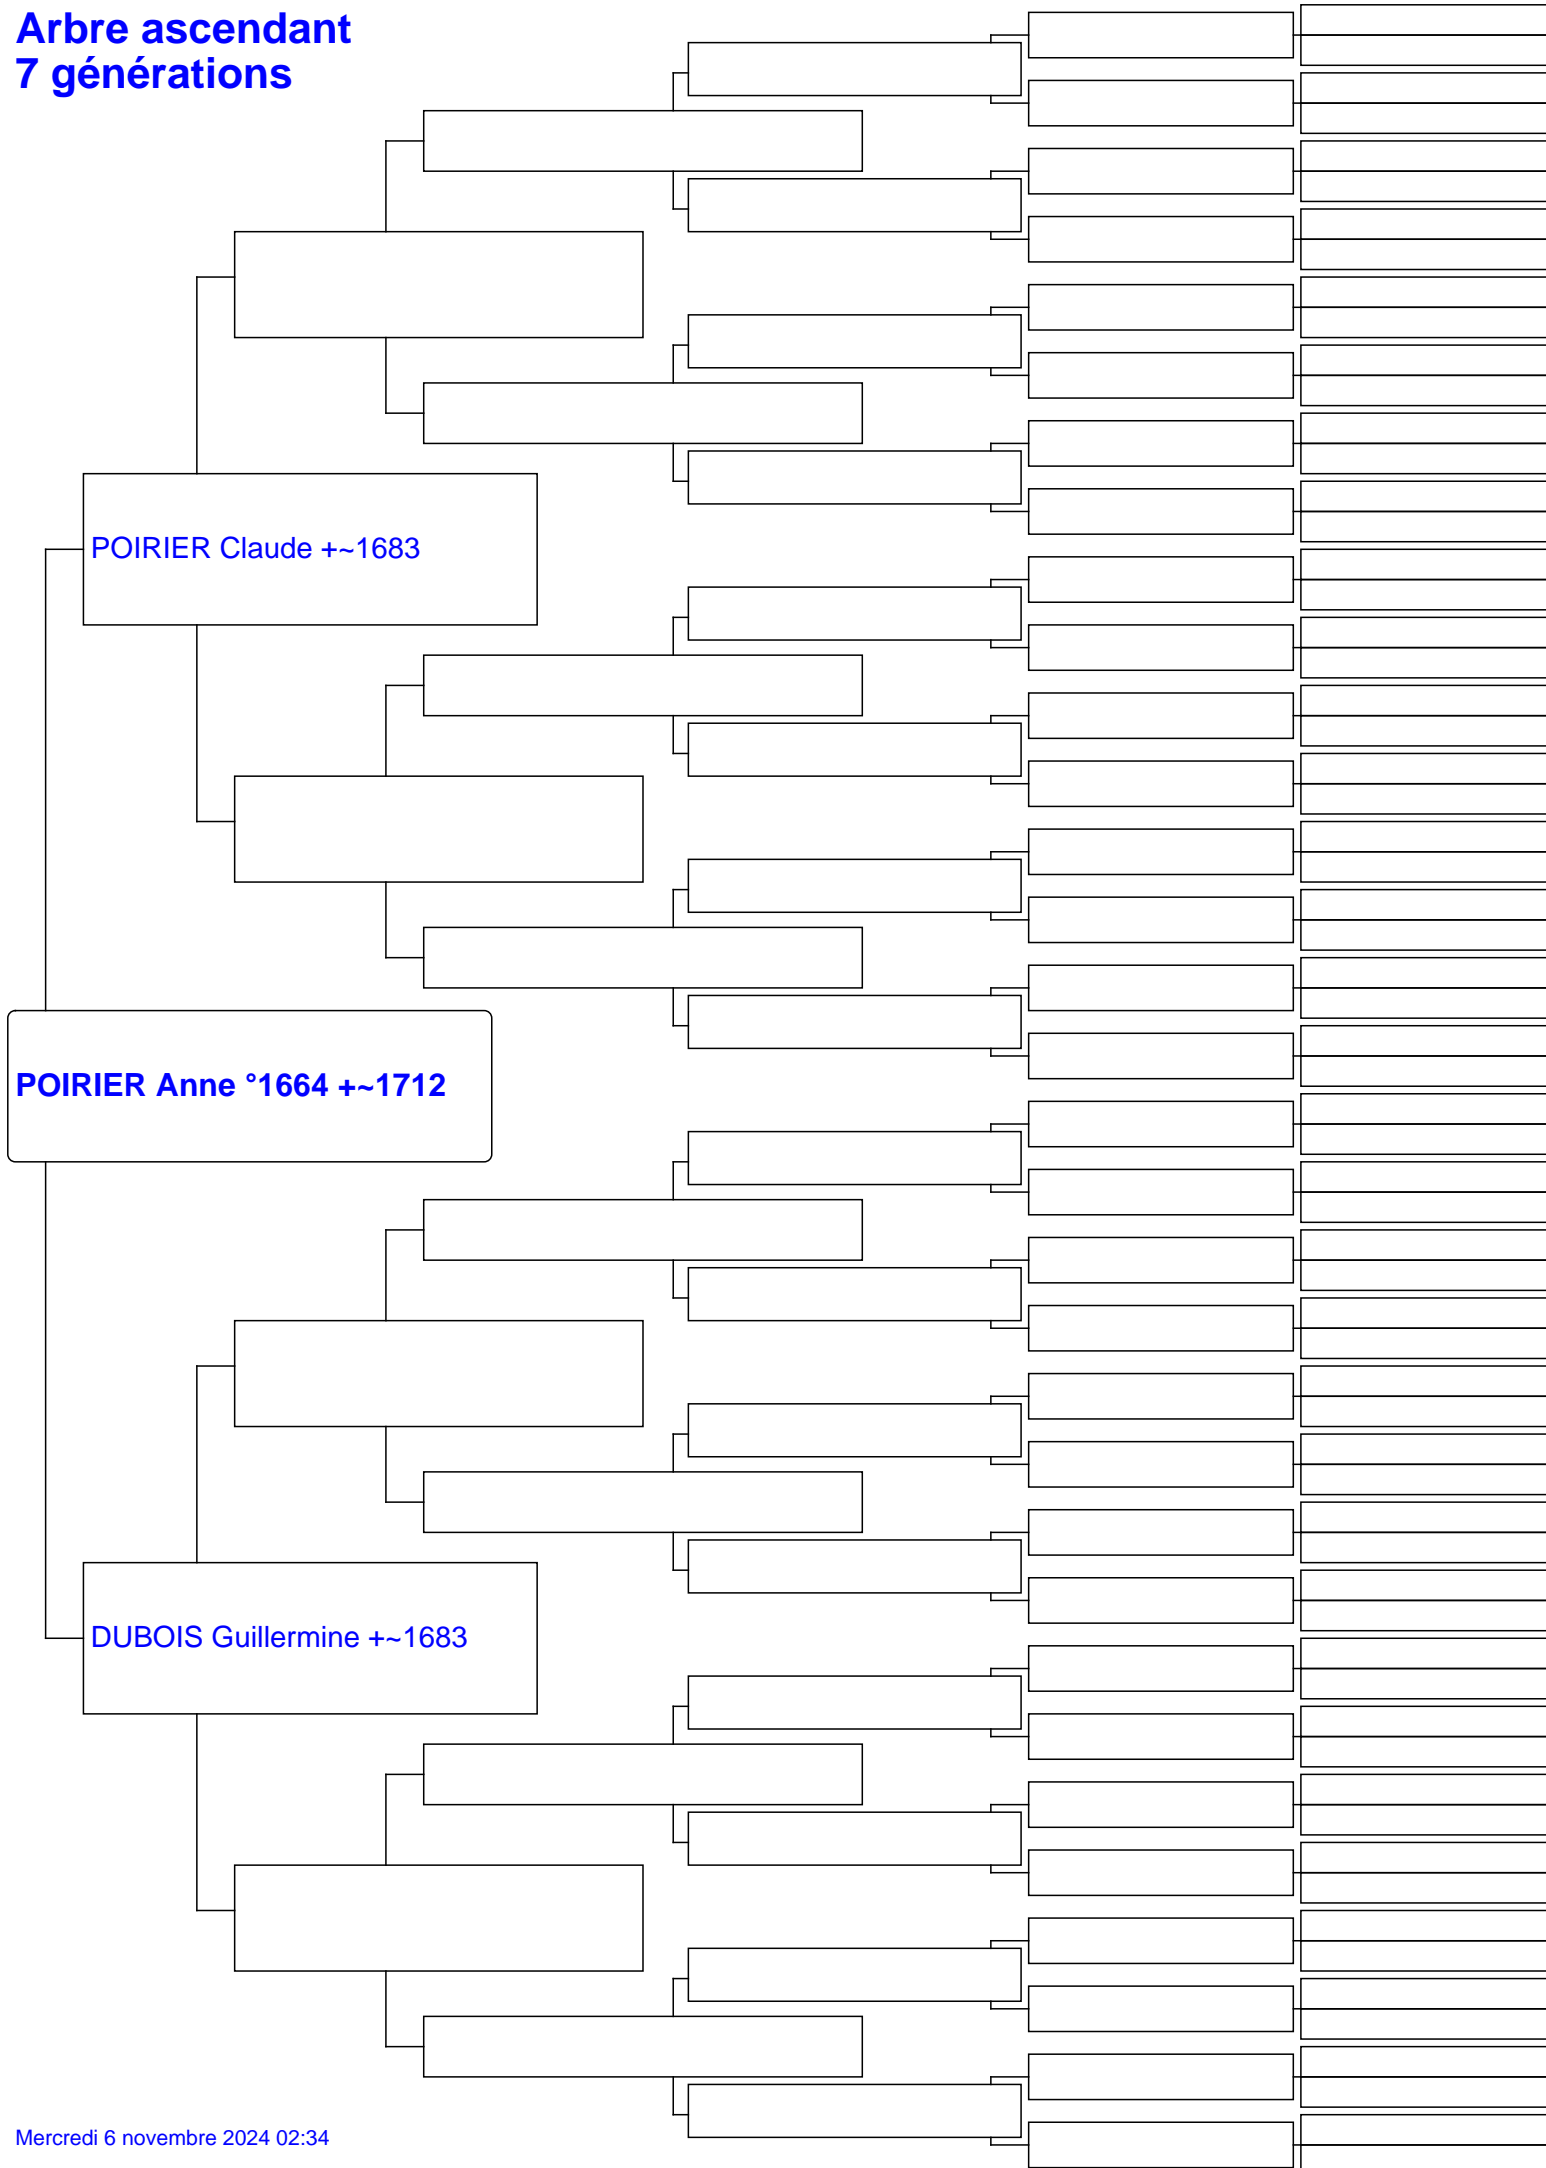 Arbre ascendant
7 générations
POIRIER Claude +~1683
POIRIER Anne °1664 +~1712
DUBOIS Guillermine +~1683
Mercredi 6 novembre 2024 02:34